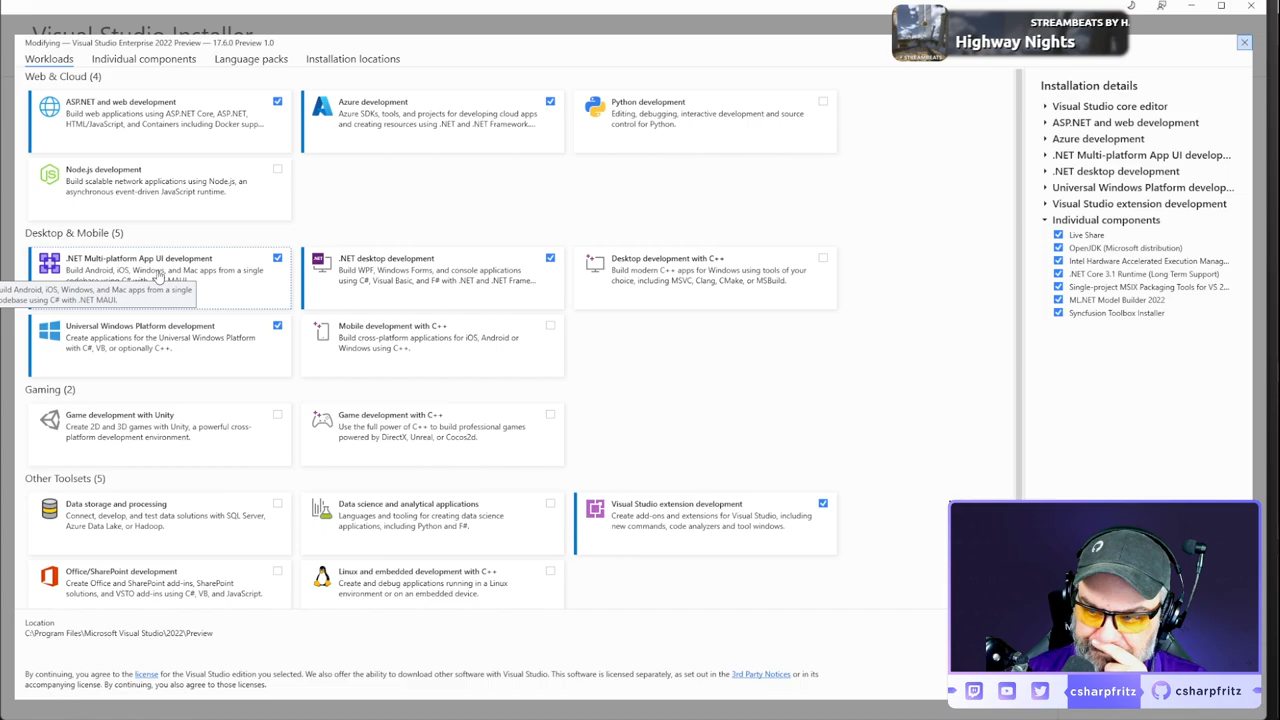 Visual Studio Installer
STREAMBEATS BY H.
Highway Nights
Modifying — Visual Studio Enterprise 2022 Preview — 17.6.0 Preview 1.0
Workloads
Individual components
Language packs
Installation locations
Web & Cloud (4)
ASP.NET and web development
Build web applications using ASP.NET Core, ASP.NET,
HTML/JavaScript, and Containers including Docker supp...
Azure development
Azure SDKs, tools, and projects for developing cloud apps
and creating resources using .NET and .NET Framework....
Python development
Editing, debugging, interactive development and source
control for Python.
Node.js development
Build scalable network applications using Node.js, an
asynchronous event-driven JavaScript runtime.
Desktop & Mobile (5)
.NET Multi-platform App UI development
Build Android, iOS, Windows, and Mac apps from a single
uild Android, iOS, Windows, and Mac apps from a single
odebase using C# with .NET MAUI.
.NET desktop development
Build WPF, Windows Forms, and console applications
using C#, Visual Basic, and F# with .NET and .NET Frame...
Desktop development with C++
Build modern C++ apps for Windows using tools of your
choice, including MSVC, Clang, CMake, or MSBuild.
Universal Windows Platform development
Create applications for the Universal Windows Platform
with C#, VB, or optionally C++.
Mobile development with C++
Build cross-platform applications for iOS, Android or
Windows using C++.
Gaming (2)
Game development with Unity
Create 2D and 3D games with Unity, a powerful cross-
platform development environment.
Game development with C++
Use the full power of C++ to build professional games
powered by DirectX, Unreal, or Cocos2d.
Other Toolsets (5)
Data storage and processing
Connect, develop, and test data solutions with SQL Server,
Azure Data Lake, or Hadoop.
Data science and analytical applications
Languages and tooling for creating data science
applications, including Python and F#.
Visual Studio extension development
Create add-ons and extensions for Visual Studio, including
new commands, code analyzers and tool windows.
Office/SharePoint development
Create Office and SharePoint add-ins, SharePoint
solutions, and VSTO add-ins using C#, VB, and JavaScript.
Linux and embedded development with C++
Create and debug applications running in a Linux
environment or on an embedded device.
Location
C:\Program Files\Microsoft Visual Studio\2022\Preview
By continuing, you agree to the license for the Visual Studio edition you selected. We also offer the ability to download other software with Visual Studio. This software is licensed separately, as set out in the 3rd Party Notices or in its
accompanying license. By continuing, you also agree to those licenses.
Installation details
Visual Studio core editor
ASP.NET and web development
Azure development
.NET Multi-platform App UI develop...
.NET desktop development
Universal Windows Platform develop...
Visual Studio extension development
Individual components
Live Share
OpenJDK (Microsoft distribution)
Intel Hardware Accelerated Execution Manag...
.NET Core 3.1 Runtime (Long Term Support)
Single-project MSIX Packaging Tools for VS 2...
ML.NET Model Builder 2022
Syncfusion Toolbox Installer
csharpfritz
csharpfritz